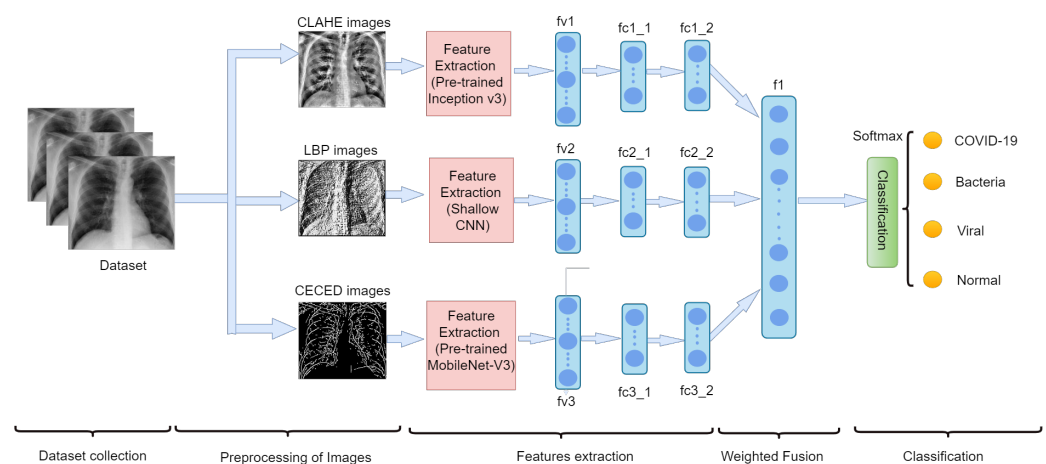 CLAHE images
fv1
fc1_1
fc1_2
Feature
Extraction
(Pre-trained
Inception v3)
f1
Dataset
LBP images
fv2
fc2_1
fc2_2
Feature
Extraction
(Shallow
CNN)
Softmax
Classification
COVID-19
Bacteria
Viral
Normal
CECED images
Feature
Extraction
(Pre-trained
MobileNet-V3)
fv3
fc3_1
fc3_2
Dataset collection
Preprocessing of Images
Features extraction
Weighted Fusion
Classification